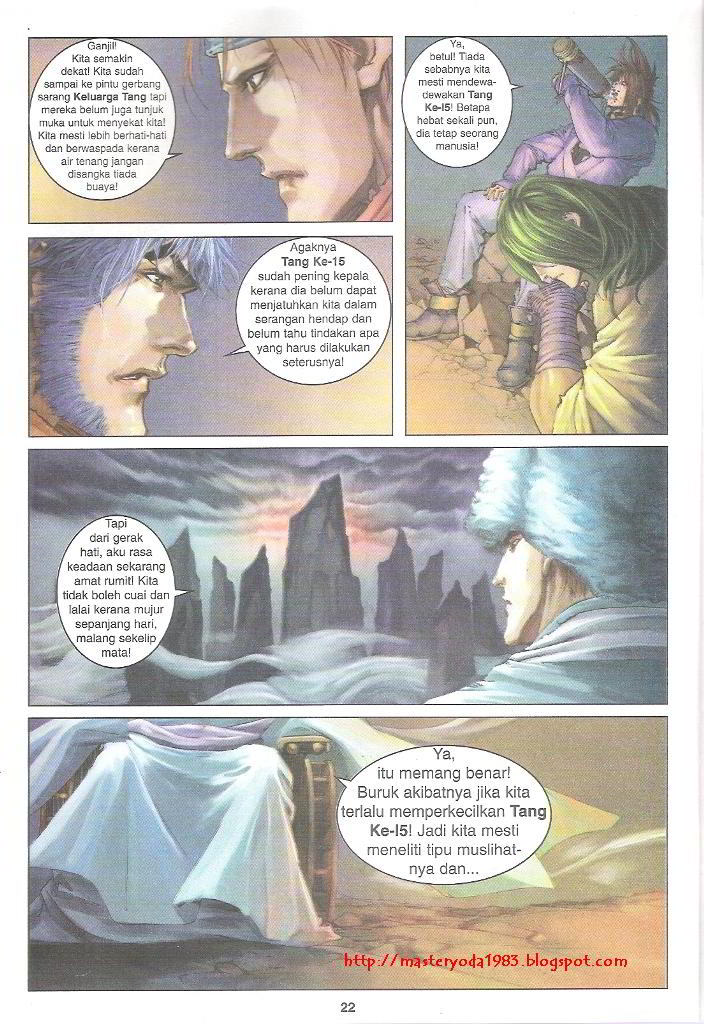 Ganjil!
Kita semakin
dekat! Kita sudah
sampai ke pintu gerbang
sarang Keluarga Tang tapi
mereka belum juga tunjuk
muka untuk menyekat kita!
Kita mesti lebih berhati-hati
dan berwaspada kerana
air tenang jangan
disangka tiada
buaya!
Ya,
betul! Tiada
sebabnya kita
mesti mendewa-
dewakan Tang
Ke-I5! Betapa
hebat sekali pun,
dia tetap seorang
manusia!
Agaknya
Tang Ke-15
sudah pening kepala
kerana dia belum dapat
menjatuhkan kita dalam
serangan hendap dan
belum tahu tindakan apa
yang harus dilakukan
seterusnya!
Tapi
dari gerak
hati, aku rasa
keadaan sekarang
amat rumit! Kita
tidak boleh cuai dan
lalai kerana mujur
sepanjang hari,
malang sekelip
mata!
Ya,
itu memang benar!
Buruk akibatnya jika kita
terlalu memperkecilkan Tang
Ke-I5! Jadi kita mesti
meneliti tipu muslihat-
nya dan...
http://masteryoda1983.blogspot.com
22